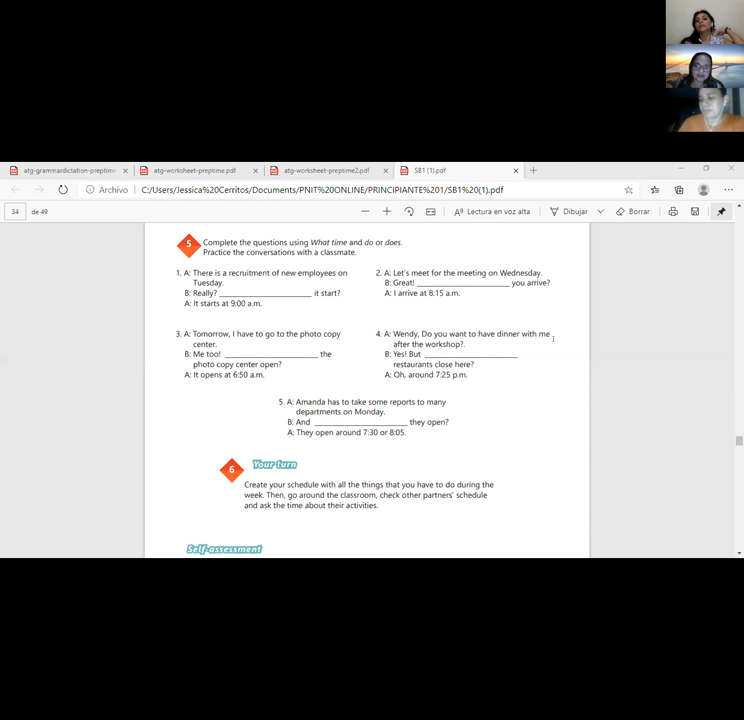 atg-grammardictation-preptime
atg-worksheet-preptime.pdf
atg-worksheet-preptime2.pdf
SB1 (1).pdf
Archivo
C:/Users/Jessica%20Cerritos/Documents/PNIT%20ONLINE/PRINCIPIANTE%201/SB1%20(1).pdf
34
de 49
Lectura en voz alta
Dibujar
Borrar
5
Complete the questions using What time and do or does.
Practice the conversations with a classmate.
1. A: There is a recruitment of new employees on
Tuesday.
B: Really? ______________________ it start?
A: It starts at 9:00 a.m.
2. A: Let's meet for the meeting on Wednesday.
B: Great! ______________________ you arrive?
A: I arrive at 8:15 a.m.
3. A: Tomorrow, I have to go to the photo copy
center.
B: Me too! ______________________ the
photo copy center open?
A: It opens at 6:50 a.m.
4. A: Wendy, Do you want to have dinner with me
after the workshop?.
B: Yes! But ______________________
restaurants close here?
A: Oh, around 7:25 p.m.
5. A: Amanda has to take some reports to many
departments on Monday.
B: And ______________________ they open?
A: They open around 7:30 or 8:05.
6
Your turn
Create your schedule with all the things that you have to do during the
week. Then, go around the classroom, check other partners' schedule
and ask the time about their activities.
Self-assessment